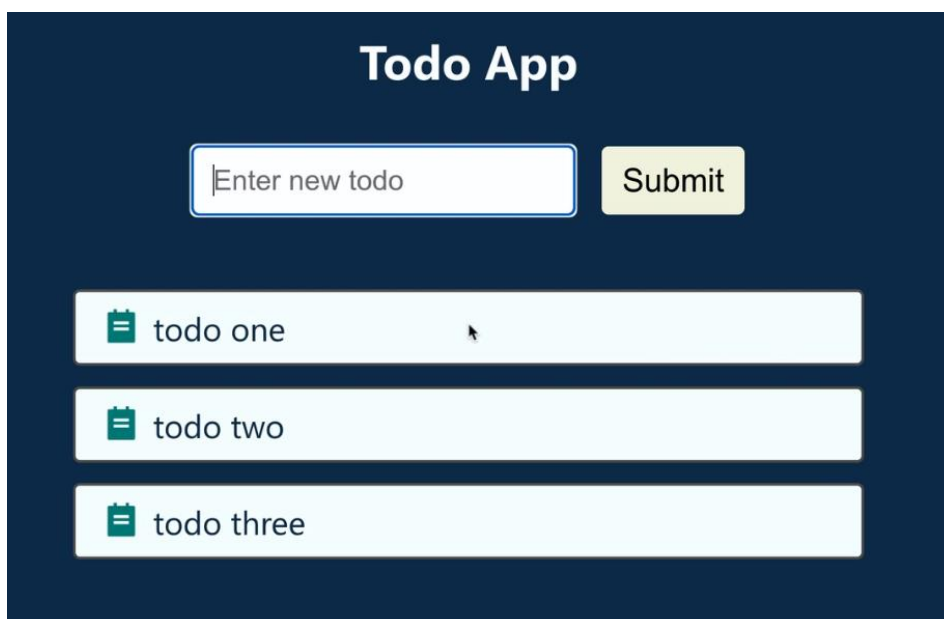 Todo App
Enter new todo
Submit
todo one
todo two
todo three